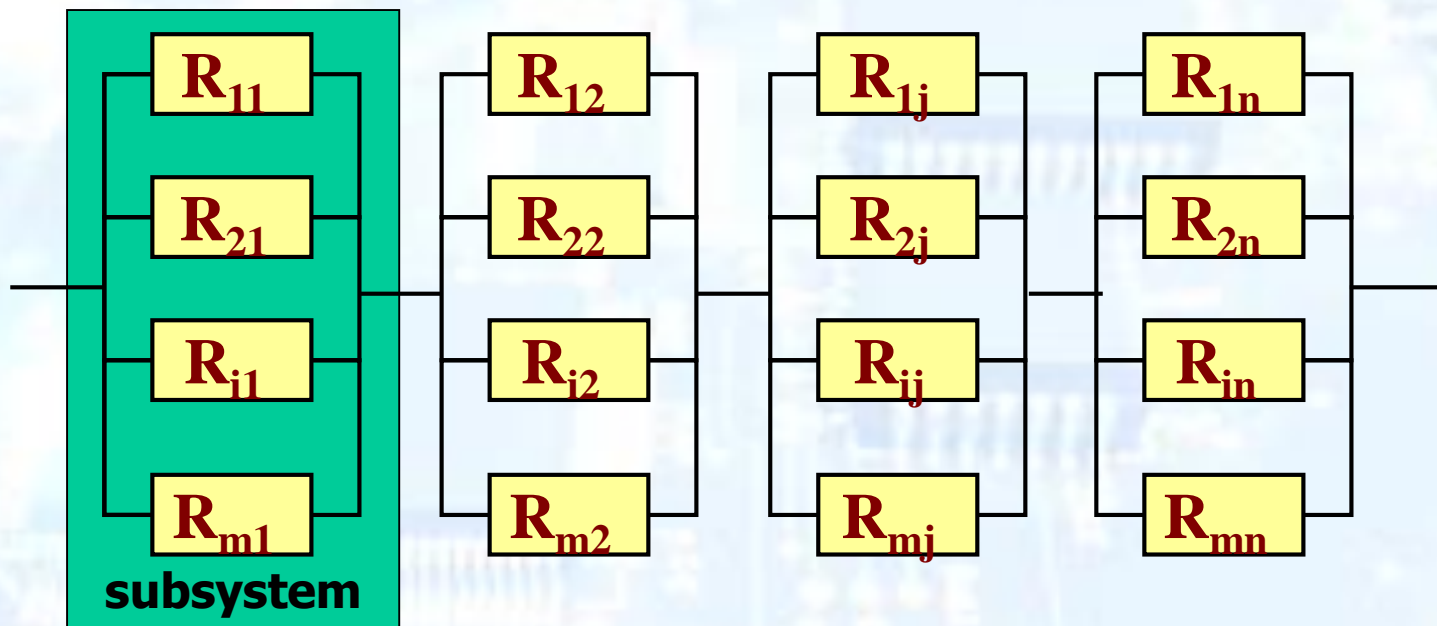 R11 R12 R1j R1n
R21 R22 R2j R2n
Ri1 Ri2 Rij Rin
Rm1 Rm2 Rmj Rmn
subsystem